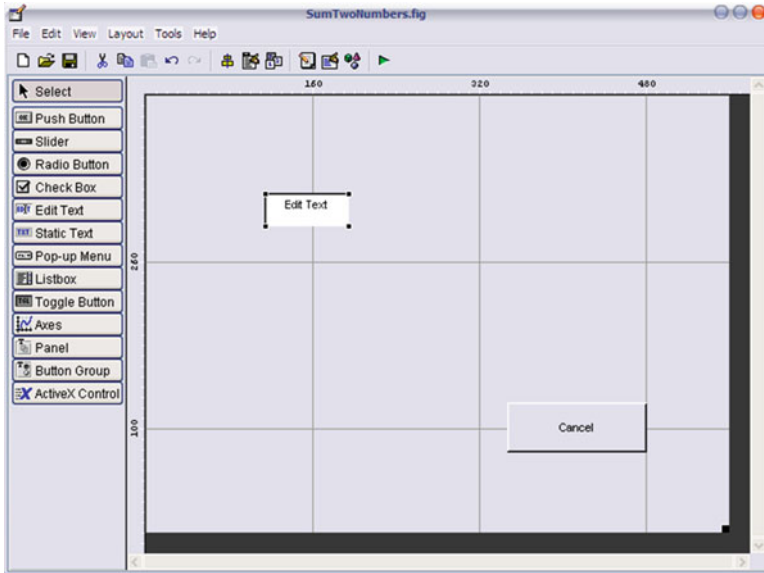 SumTwoNumbers.fig
File Edit View Layout Tools Help
160 320 480
Select
Push Button
Slider
Radio Button
Check Box
Edit Text
Static Text
Pop-up Menu
Listbox
Toggle Button
Axes
Panel
Button Group
ActiveX Control
Edit Text
260
Cancel
100